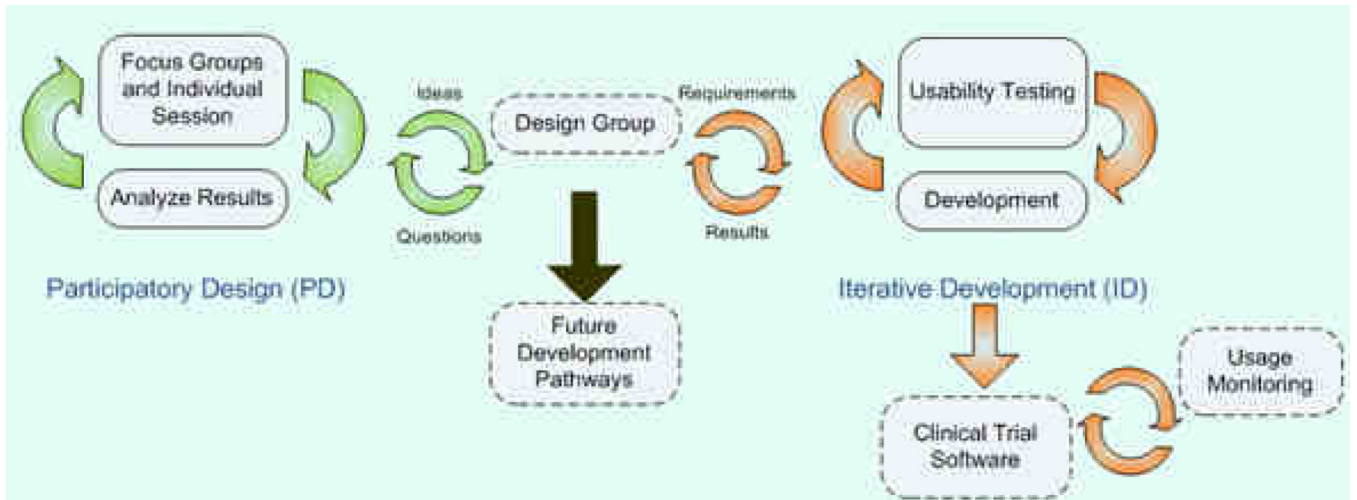 Focus Groups
and Individual
Session
Analyze Results
Ideas
Questions
Design Group
Requirements
Results
Usability Testing
Development
Participatory Design (PD)
Iterative Development (ID)
Future
Development
Pathways
Clinical Trial
Software
Usage
Monitoring